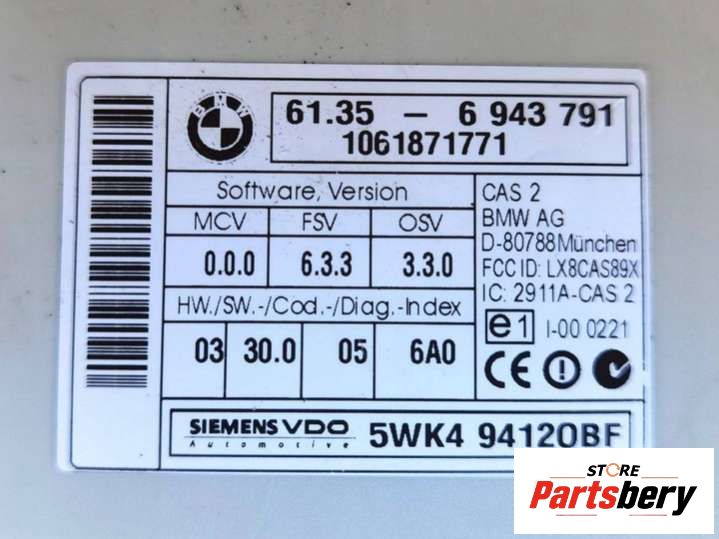 BMW
61.35 - 6 943 791
1061871771
Software, Version
MCV FSV OSV
0.0.0 6.3.3 3.3.0
HW./SW.-/Cod.-/Diag.-Index
03 30.0 05 6A0
CAS 2
BMW AG
D-80788 München
FCC ID: LX8CAS89X
IC: 2911A-CAS 2
e1 I-00 0221
CE
SIEMENS VDO
Automotive
5WK4 94120BF
STORE
Partsbery